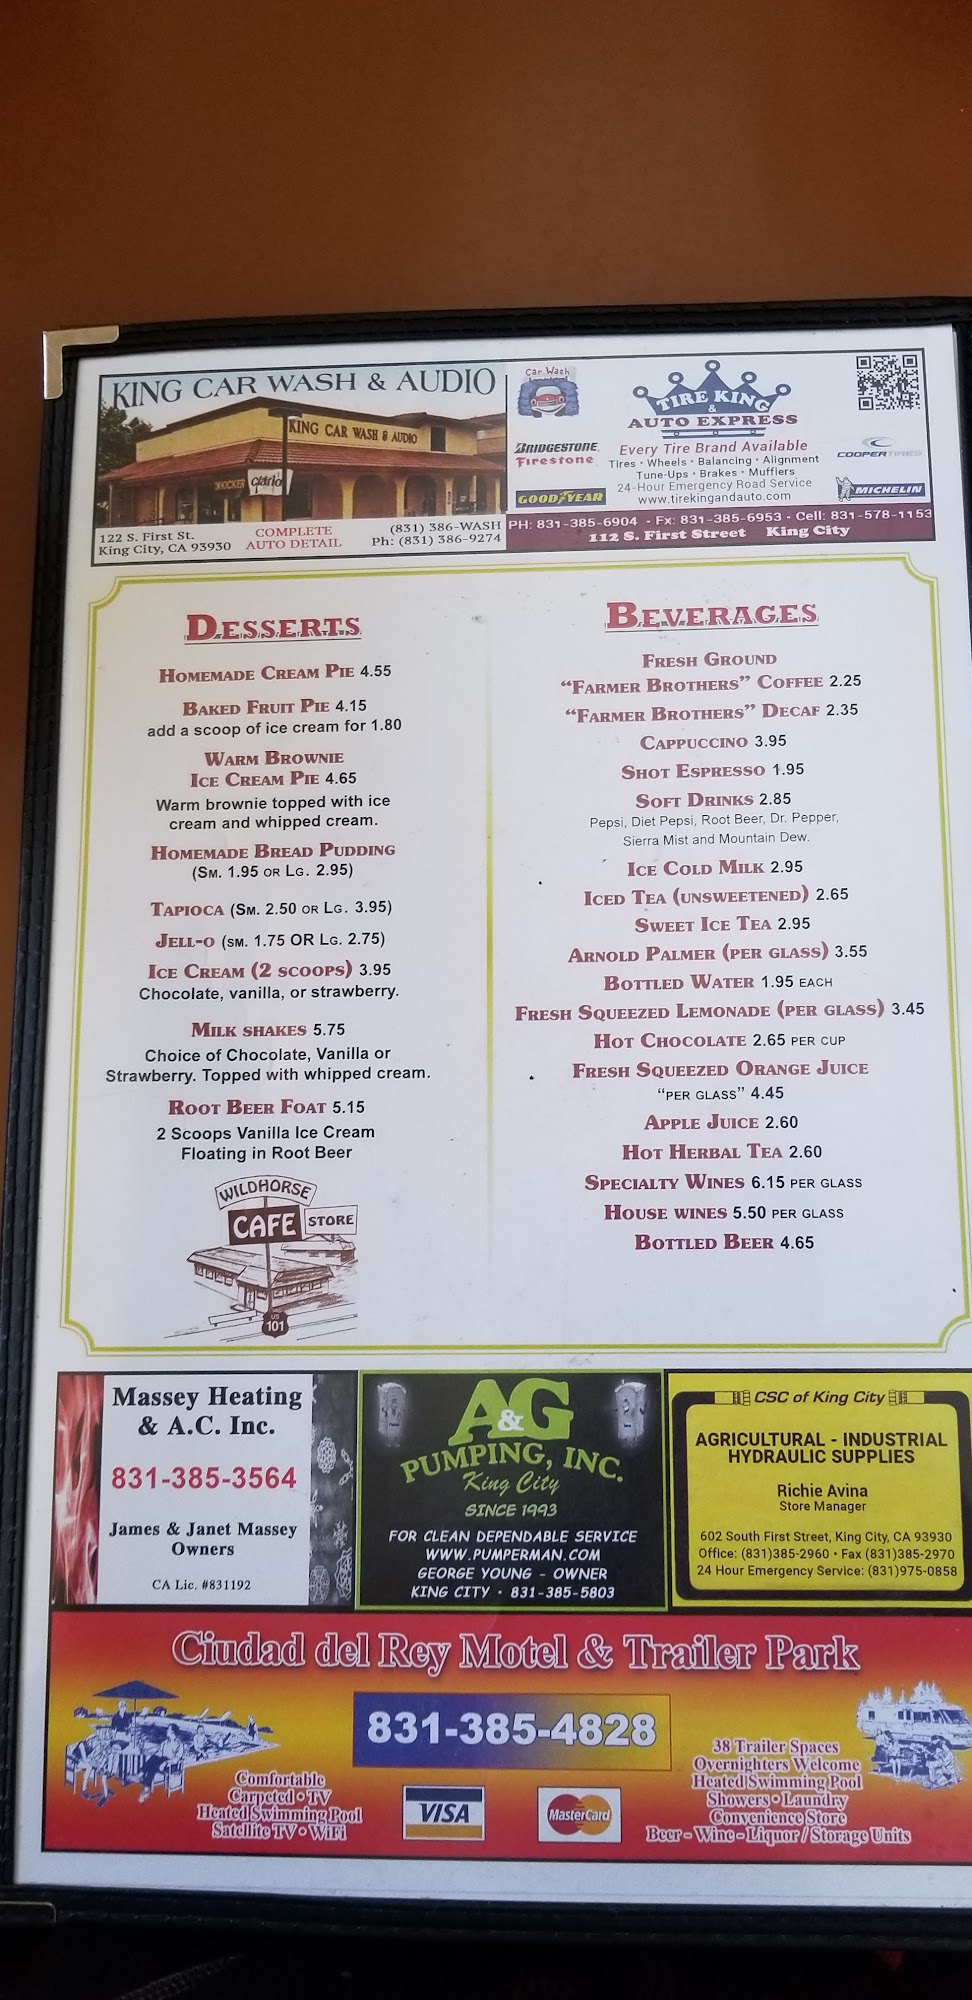 KING CAR WASH & AUDIO
KING CAR WASH & AUDIO
KICKER
Clarion
122 S. First St.
King City, CA 93930
COMPLETE
AUTO DETAIL
(831) 386-WASH
Ph: (831) 386-9274
Car Wash
TIRE KING
&
AUTO EXPRESS
BRIDGESTONE
Firestone
GOODYEAR
Every Tire Brand Available
Tires • Wheels • Balancing • Alignment
Tune-Ups • Brakes • Mufflers
24-Hour Emergency Road Service
www.tirekingandauto.com
COOPERTIRES
MICHELIN
PH: 831-385-6904 - Fx: 831-385-6953 - Cell: 831-578-1153
112 S. First Street King City
DESSERTS
HOMEMADE CREAM PIE 4.55
BAKED FRUIT PIE 4.15
add a scoop of ice cream for 1.80
WARM BROWNIE
ICE CREAM PIE 4.65
Warm brownie topped with ice
cream and whipped cream.
HOMEMADE BREAD PUDDING
(SM. 1.95 OR LG. 2.95)
TAPIOCA (SM. 2.50 OR LG. 3.95)
JELL-O (SM. 1.75 OR LG. 2.75)
ICE CREAM (2 SCOOPS) 3.95
Chocolate, vanilla, or strawberry.
MILK SHAKES 5.75
Choice of Chocolate, Vanilla or
Strawberry. Topped with whipped cream.
ROOT BEER FOAT 5.15
2 Scoops Vanilla Ice Cream
Floating in Root Beer
WILDHORSE
CAFE
STORE
US
101
BEVERAGES
FRESH GROUND
"FARMER BROTHERS" COFFEE 2.25
"FARMER BROTHERS" DECAF 2.35
CAPPUCCINO 3.95
SHOT ESPRESSO 1.95
SOFT DRINKS 2.85
Pepsi, Diet Pepsi, Root Beer, Dr. Pepper,
Sierra Mist and Mountain Dew.
ICE COLD MILK 2.95
ICED TEA (UNSWEETENED) 2.65
SWEET ICE TEA 2.95
ARNOLD PALMER (PER GLASS) 3.55
BOTTLED WATER 1.95 EACH
FRESH SQUEEZED LEMONADE (PER GLASS) 3.45
HOT CHOCOLATE 2.65 PER CUP
FRESH SQUEEZED ORANGE JUICE
"PER GLASS" 4.45
APPLE JUICE 2.60
HOT HERBAL TEA 2.60
SPECIALTY WINES 6.15 PER GLASS
HOUSE WINES 5.50 PER GLASS
BOTTLED BEER 4.65
Massey Heating
& A.C. Inc.
831-385-3564
James & Janet Massey
Owners
CA Lic. #831192
A&G
PUMPING, INC.
King City
SINCE 1993
FOR CLEAN DEPENDABLE SERVICE
WWW.PUMPERMAN.COM
GEORGE YOUNG - OWNER
KING CITY • 831-385-5803
CSC of King City
AGRICULTURAL - INDUSTRIAL
HYDRAULIC SUPPLIES
Richie Avina
Store Manager
602 South First Street, King City, CA 93930
Office: (831)385-2960 • Fax (831)385-2970
24 Hour Emergency Service: (831)975-0858
Ciudad del Rey Motel & Trailer Park
831-385-4828
Comfortable
Carpeted • TV
Heated Swimming Pool
Satellite TV • WiFi
VISA
MasterCard
38 Trailer Spaces
Overnighters Welcome
Heated Swimming Pool
Showers • Laundry
Convenience Store
Beer - Wine - Liquor / Storage Units